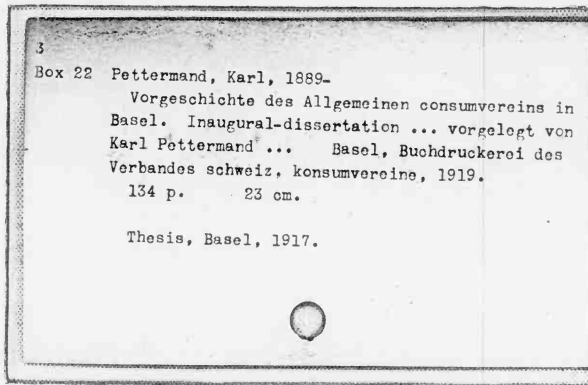 3
Box 22 Pettermand, Karl, 1889-
Vorgeschichte des Allgemeinen consumvereins in
Basel. Inaugural-dissertation ... vorgelegt von
Karl Pettermand ... Basel, Buchdruckerei des
Verbandes schweiz. konsumvereine, 1919.
134 p. 23 cm.
Thesis, Basel, 1917.